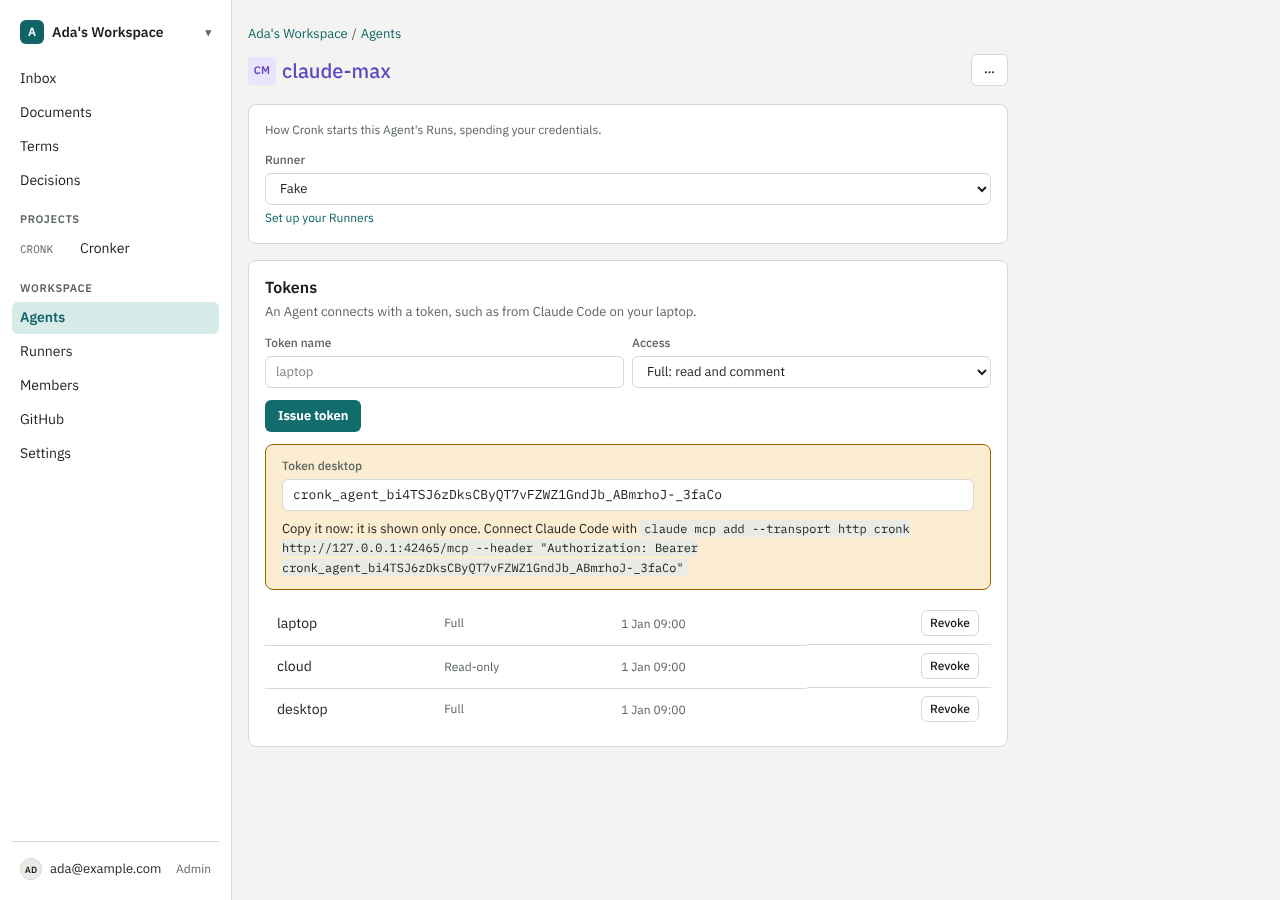 A Ada's Workspace ▾
Inbox
Documents
Terms
Decisions
PROJECTS
CRONK Cronker
WORKSPACE
Agents
Runners
Members
GitHub
Settings
AD ada@example.com Admin
Ada's Workspace / Agents
CM claude-max
...
How Cronk starts this Agent's Runs, spending your credentials.
Runner
Fake
Set up your Runners
Tokens
An Agent connects with a token, such as from Claude Code on your laptop.
Token name Access
laptop Full: read and comment
Issue token
Token desktop
cronk_agent_bi4TSJ6zDksCByQT7vFZWZ1GndJb_ABmrhoJ-_3faCo
Copy it now: it is shown only once. Connect Claude Code with claude mcp add --transport http cronk
http://127.0.0.1:42465/mcp --header "Authorization: Bearer
cronk_agent_bi4TSJ6zDksCByQT7vFZWZ1GndJb_ABmrhoJ-_3faCo"
laptop Full 1 Jan 09:00 Revoke
cloud Read-only 1 Jan 09:00 Revoke
desktop Full 1 Jan 09:00 Revoke